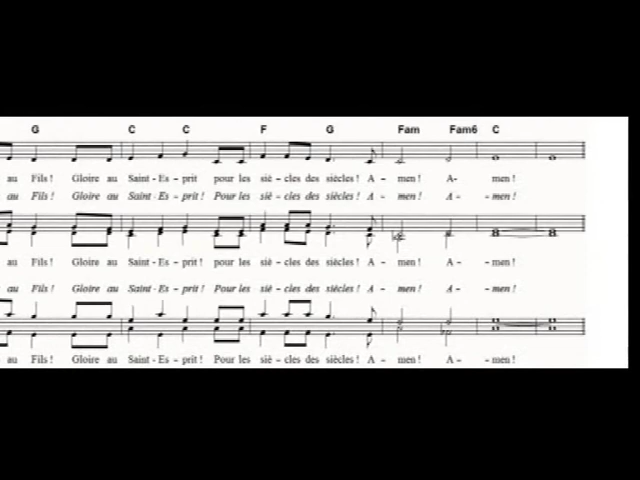 G C C F G Fam Fam6 C
au Fils ! Gloire au Saint - Es - prit pour les siè - cles des siècles ! A - men ! A- men !
au Fils ! Gloire au Saint - Es - prit ! Pour les siè - cles des siècles ! A - men ! A - - men !
au Fils ! Gloire au Saint - Es - prit ! pour les siè - cles des siècles ! A - men ! A - - men !
au Fils ! Gloire au Saint - Es - prit ! Pour les siè - cles des siècles ! A - men ! A - - men !
au Fils ! Gloire au Saint - Es - prit ! Pour les siè - cles des siècles ! A - men ! A - - men !